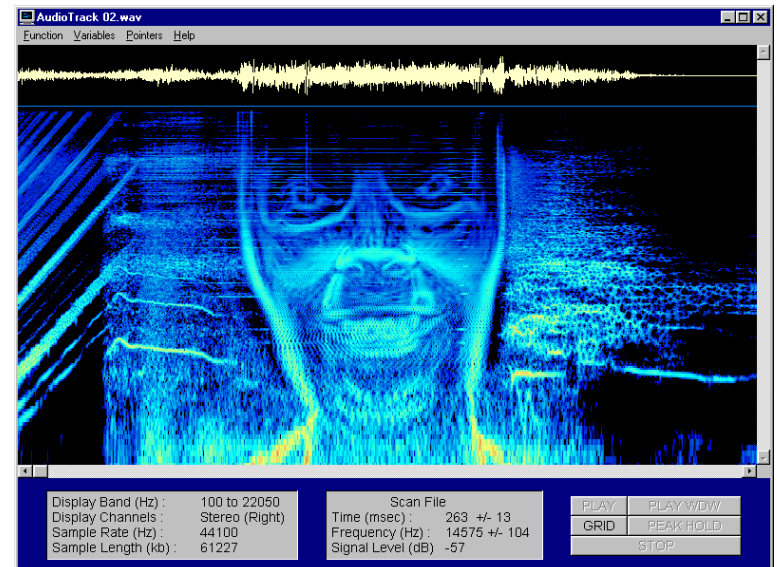 AudioTrack 02.wav
Function Variables Pointers Help
Display Band (Hz) : 100 to 22050
Display Channels : Stereo (Right)
Sample Rate (Hz) : 44100
Sample Length (kb) : 61227
Scan File
Time (msec) : 263 +/- 13
Frequency (Hz) : 14575 +/- 104
Signal Level (dB) -57
PLAY PLAY WDW
GRID PEAK HOLD
STOP